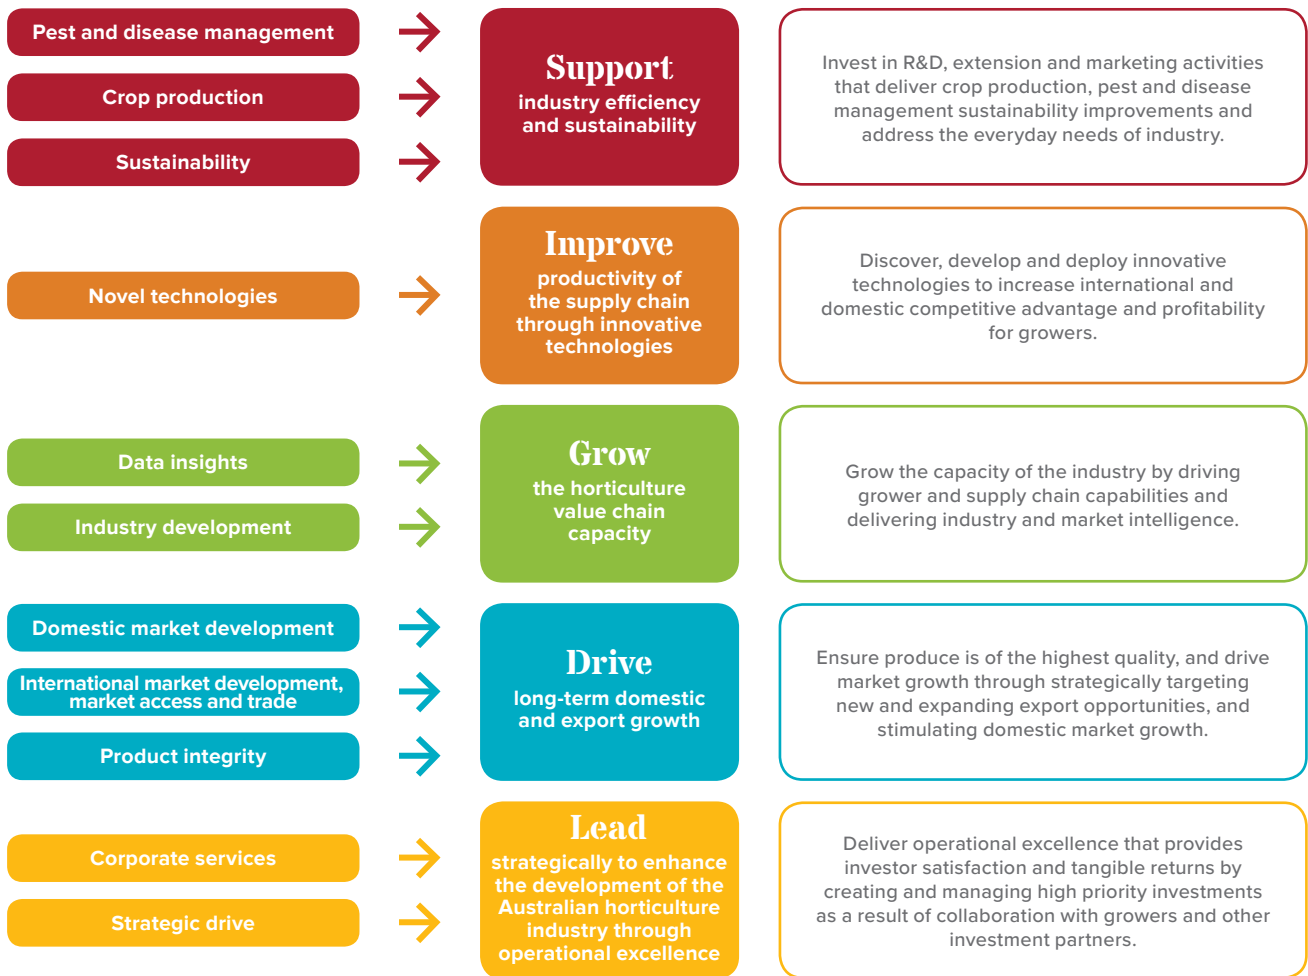 Pest and disease management
Crop production
Sustainability
Support
industry efficiency
and sustainability
Invest in R&D, extension and marketing activities
that deliver crop production, pest and disease
management sustainability improvements and
address the everyday needs of industry.
Novel technologies
Improve
productivity of
the supply chain
through innovative
technologies
Discover, develop and deploy innovative
technologies to increase international and
domestic competitive advantage and profitability
for growers.
Data insights
Industry development
Grow
the horticulture
value chain
capacity
Grow the capacity of the industry by driving
grower and supply chain capabilities and
delivering industry and market intelligence.
Domestic market development
International market development,
market access and trade
Product integrity
Drive
long-term domestic
and export growth
Ensure produce is of the highest quality, and drive
market growth through strategically targeting
new and expanding export opportunities, and
stimulating domestic market growth.
Corporate services
Strategic drive
Lead
strategically to enhance
the development of the
Australian horticulture
industry through
operational excellence
Deliver operational excellence that provides
investor satisfaction and tangible returns by
creating and managing high priority investments
as a result of collaboration with growers and other
investment partners.